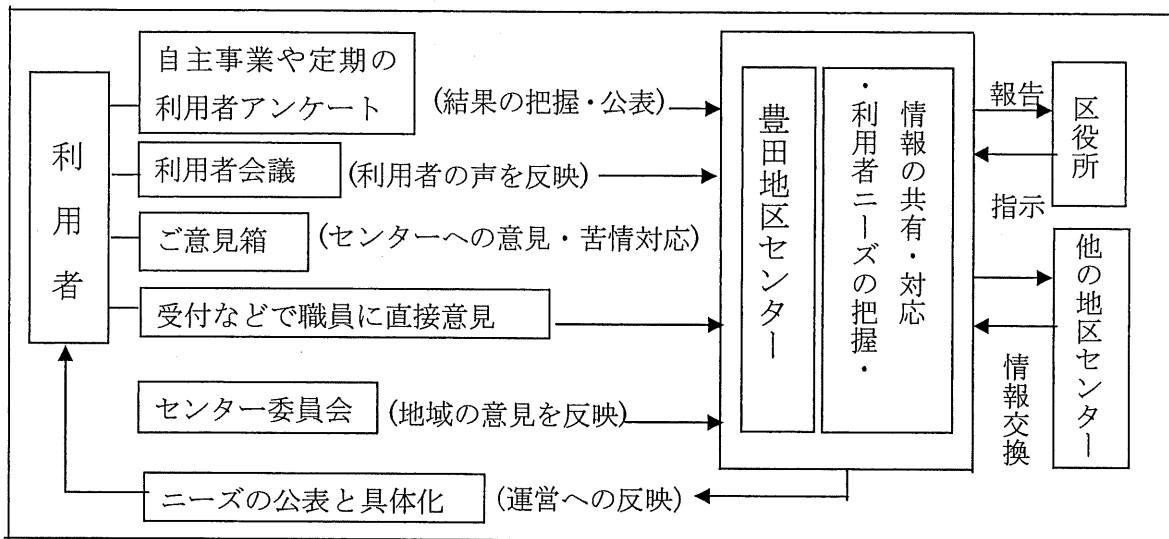 利用者
自主事業や定期の
利用者アンケート
(結果の把握・公表)
利用者会議
(利用者の声を反映)
ご意見箱
(センターへの意見・苦情対応)
受付などで職員に直接意見
センター委員会
(地域の意見を反映)
ニーズの公表と具体化
(運営への反映)
豊田地区センター
情報の共有・対応
・利用者ニーズの把握・
報告
区役所
指示
他の地区センター
情報交換